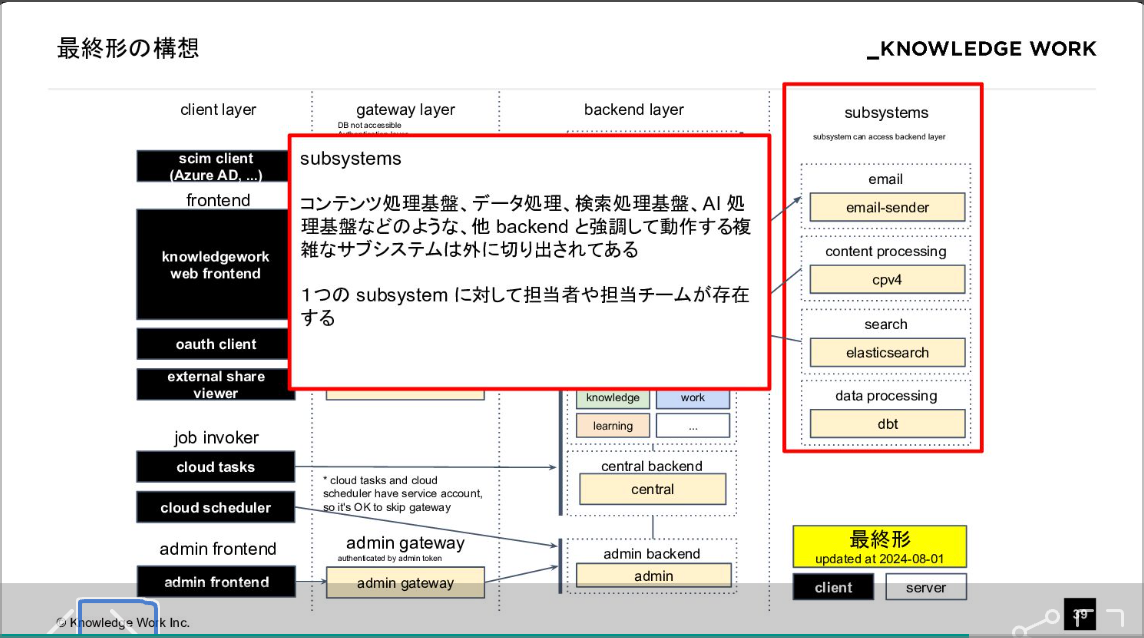 最終形の構想
_KNOWLEDGE WORK
client layer
gateway layer
DB not accessible
backend layer
subsystems
subsystem can access backend layer
scim client
(Azure AD, ...)
frontend
knowledgework
web frontend
oauth client
external share
viewer
job invoker
cloud tasks
cloud scheduler
admin frontend
admin frontend
subsystems
コンテンツ処理基盤、データ処理、検索処理基盤、AI 処
理基盤などのような、他 backend と強調して動作する複
雑なサブシステムは外に切り出されてある
１つの subsystem に対して担当者や担当チームが存在
する
* cloud tasks and cloud
scheduler have service account,
so it's OK to skip gateway
admin gateway
authenticated by admin token
admin gateway
knowledge
work
learning
...
central backend
central
admin backend
admin
email
email-sender
content processing
cpv4
search
elasticsearch
data processing
dbt
最終形
updated at 2024-08-01
client
server
© Knowledge Work Inc.
39